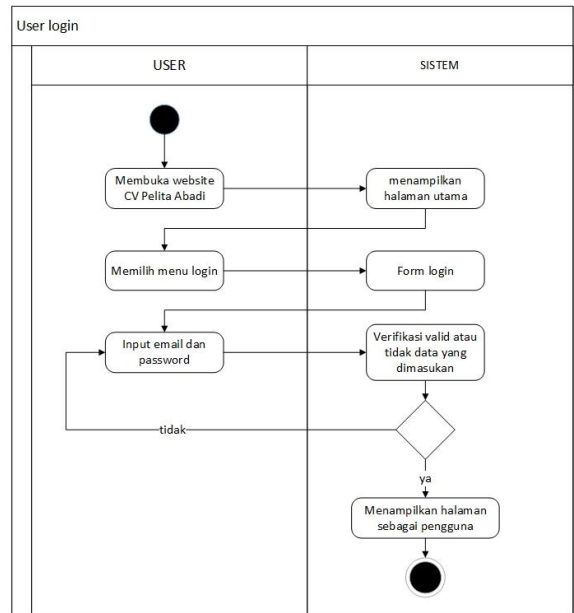 User login
USER
SISTEM
Membuka website
CV Pelita Abadi
menampilkan
halaman utama
Memilih menu login
Form login
Input email dan
password
Verifikasi valid atau
tidak data yang
dimasukan
tidak
ya
Menampilkan halaman
sebagai pengguna